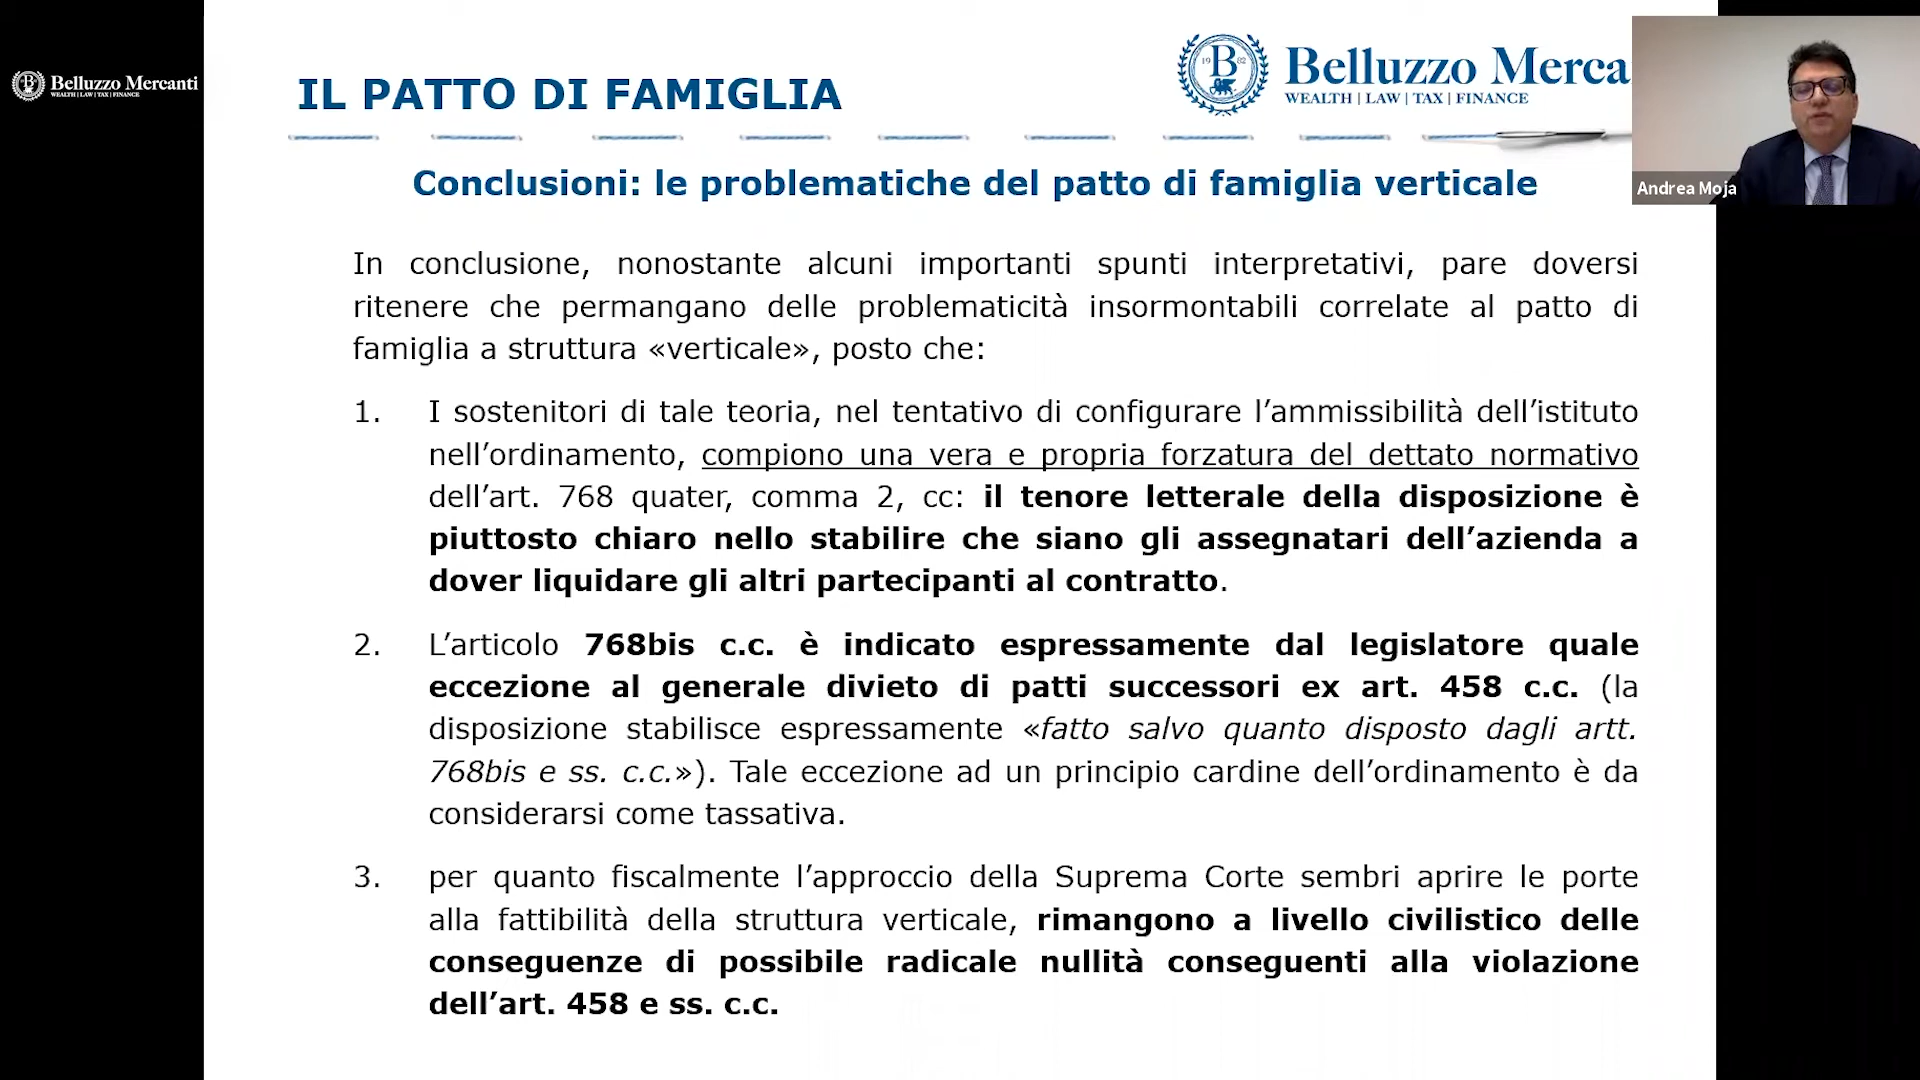 Belluzzo Mercanti
WEALTH | LAW | TAX | FINANCE
IL PATTO DI FAMIGLIA
19 B 82
Belluzzo Merca
WEALTH | LAW | TAX | FINANCE
Andrea Moja
Conclusioni: le problematiche del patto di famiglia verticale
In conclusione, nonostante alcuni importanti spunti interpretativi, pare doversi
ritenere che permangano delle problematicità insormontabili correlate al patto di
famiglia a struttura «verticale», posto che:
1. I sostenitori di tale teoria, nel tentativo di configurare l’ammissibilità dell’istituto
nell’ordinamento, compiono una vera e propria forzatura del dettato normativo
dell’art. 768 quater, comma 2, cc: il tenore letterale della disposizione è
piuttosto chiaro nello stabilire che siano gli assegnatari dell’azienda a
dover liquidare gli altri partecipanti al contratto.
2. L’articolo 768bis c.c. è indicato espressamente dal legislatore quale
eccezione al generale divieto di patti successori ex art. 458 c.c. (la
disposizione stabilisce espressamente «fatto salvo quanto disposto dagli artt.
768bis e ss. c.c.»). Tale eccezione ad un principio cardine dell’ordinamento è da
considerarsi come tassativa.
3. per quanto fiscalmente l’approccio della Suprema Corte sembri aprire le porte
alla fattibilità della struttura verticale, rimangono a livello civilistico delle
conseguenze di possibile radicale nullità conseguenti alla violazione
dell’art. 458 e ss. c.c.